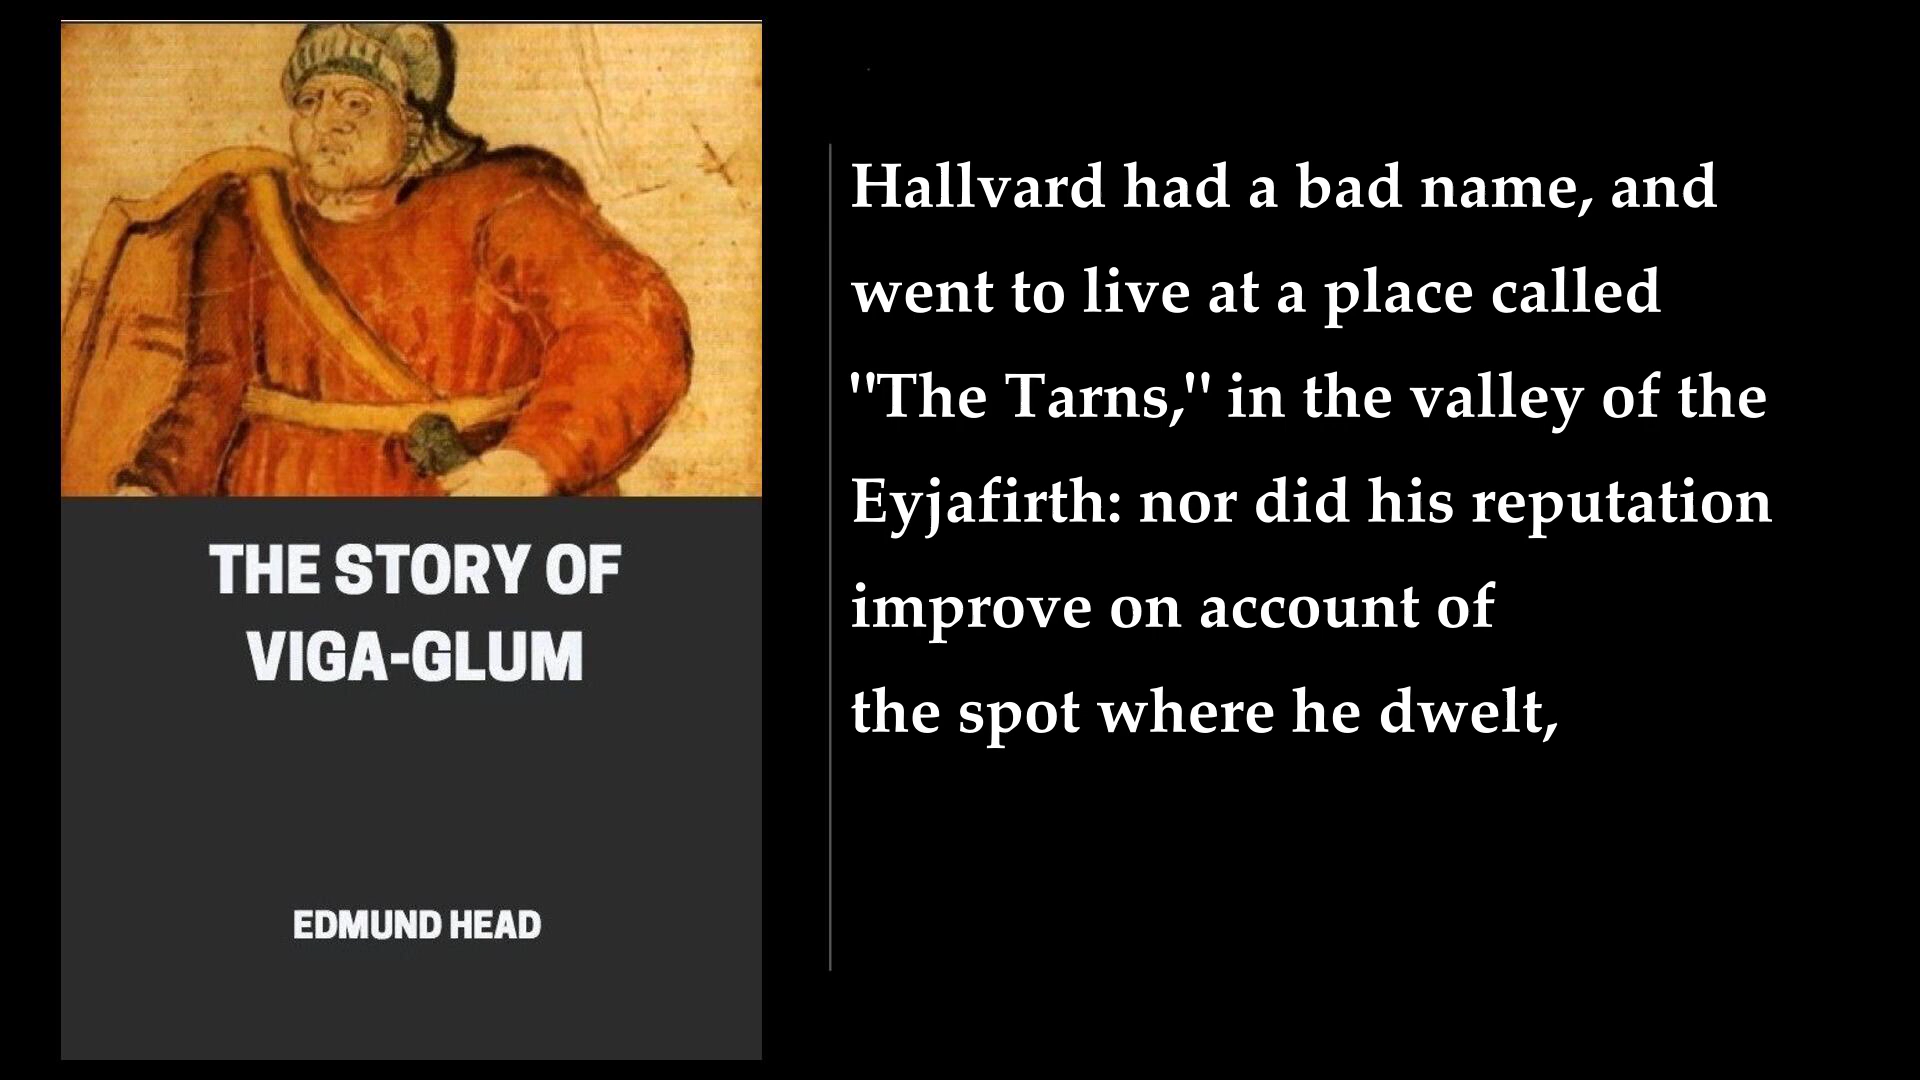 THE STORY OF
VIGA-GLUM
EDMUND HEAD
Hallvard had a bad name, and
went to live at a place called
"The Tarns," in the valley of the
Eyjafirth: nor did his reputation
improve on account of
the spot where he dwelt,